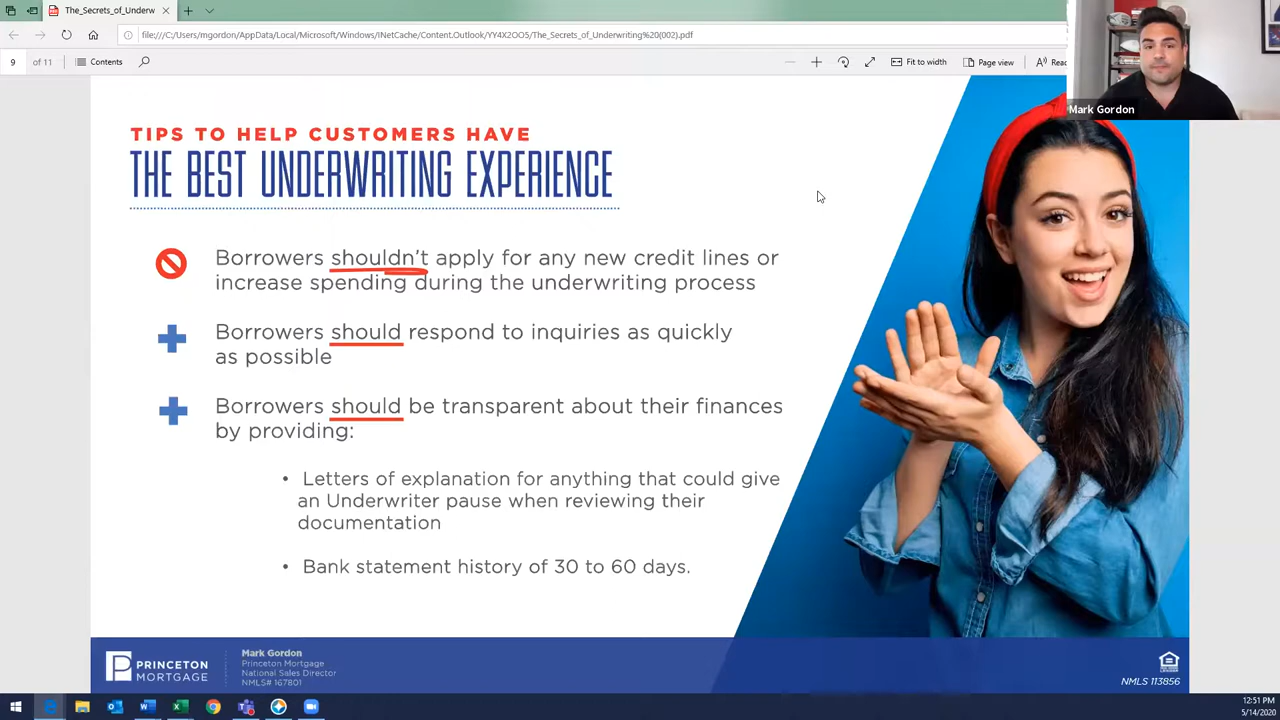 The_Secrets_of_Underw
file:///C:/Users/mgordon/AppData/Local/Microsoft/Windows/INetCache/Content.Outlook/YY4X2OO5/The_Secrets_of_Underwriting%20(002).pdf
9 of 11 Contents Fit to width Page view Rea
Mark Gordon
TIPS TO HELP CUSTOMERS HAVE
THE BEST UNDERWRITING EXPERIENCE
Borrowers shouldn't apply for any new credit lines or
increase spending during the underwriting process
Borrowers should respond to inquiries as quickly
as possible
Borrowers should be transparent about their finances
by providing:
• Letters of explanation for anything that could give
an Underwriter pause when reviewing their
documentation
• Bank statement history of 30 to 60 days.
PRINCETON
MORTGAGE
Mark Gordon
Princeton Mortgage
National Sales Director
NMLS# 167801
NMLS 113856
12:51 PM
5/14/2020